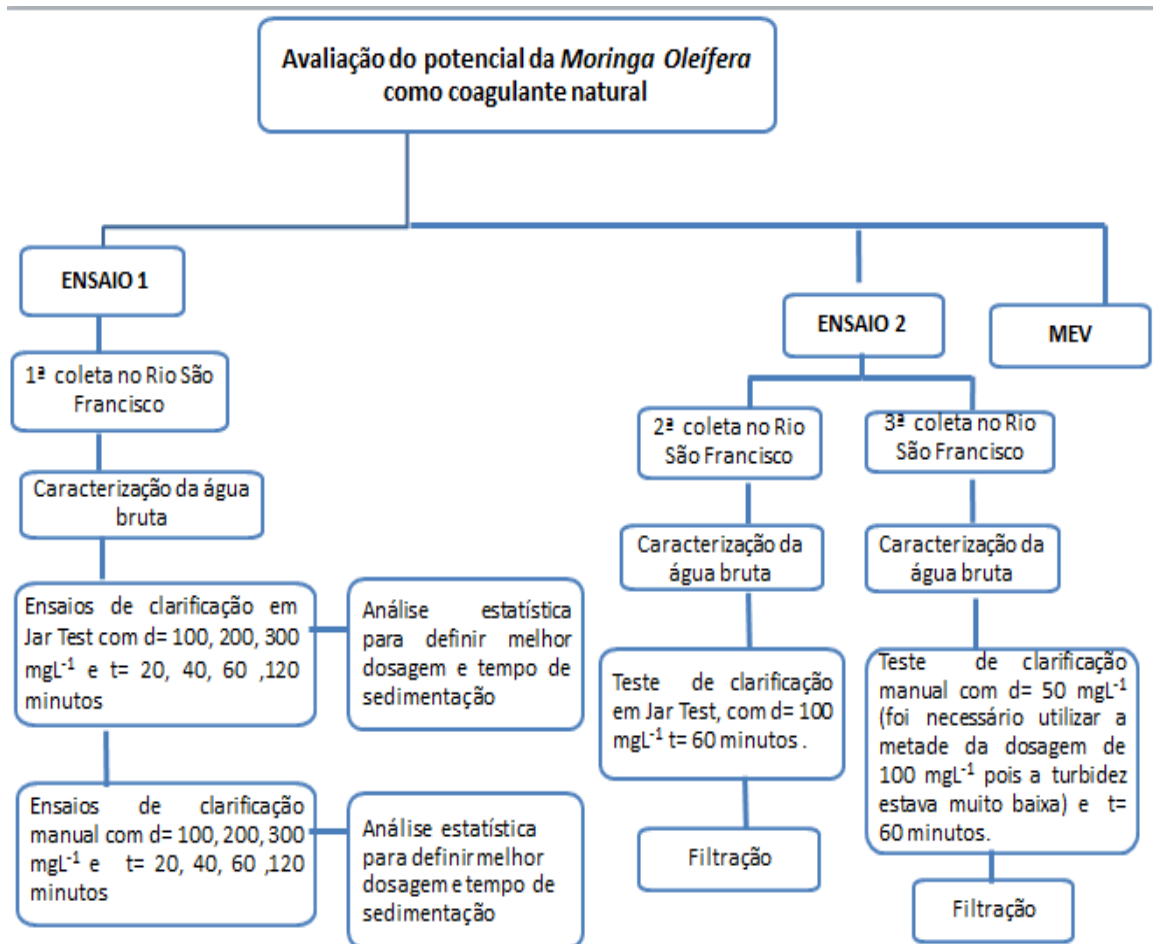 Avaliação do potencial da Moringa Oleífera
como coagulante natural
ENSAIO 1
1ª coleta no Rio São
Francisco
Caracterização da água
bruta
Ensaios de clarificação em
Jar Test com d= 100, 200, 300
mgL⁻¹ e t= 20, 40, 60 ,120
minutos
Análise estatística
para definir melhor
dosagem e tempo de
sedimentação
Ensaios de clarificação
manual com d= 100, 200, 300
mgL⁻¹ e t= 20, 40, 60 ,120
minutos
Análise estatística
para definir melhor
dosagem e tempo de
sedimentação
ENSAIO 2
2ª coleta no Rio
São Francisco
Caracterização da
água bruta
Teste de clarificação
em Jar Test, com d= 100
mgL⁻¹ t= 60 minutos .
Filtração
3ª coleta no Rio
São Francisco
Caracterização da
água bruta
Teste de clarificação
manual com d= 50 mgL⁻¹
(foi necessário utilizar a
metade da dosagem de
100 mgL⁻¹ pois a turbidez
estava muito baixa) e t=
60 minutos.
Filtração
MEV